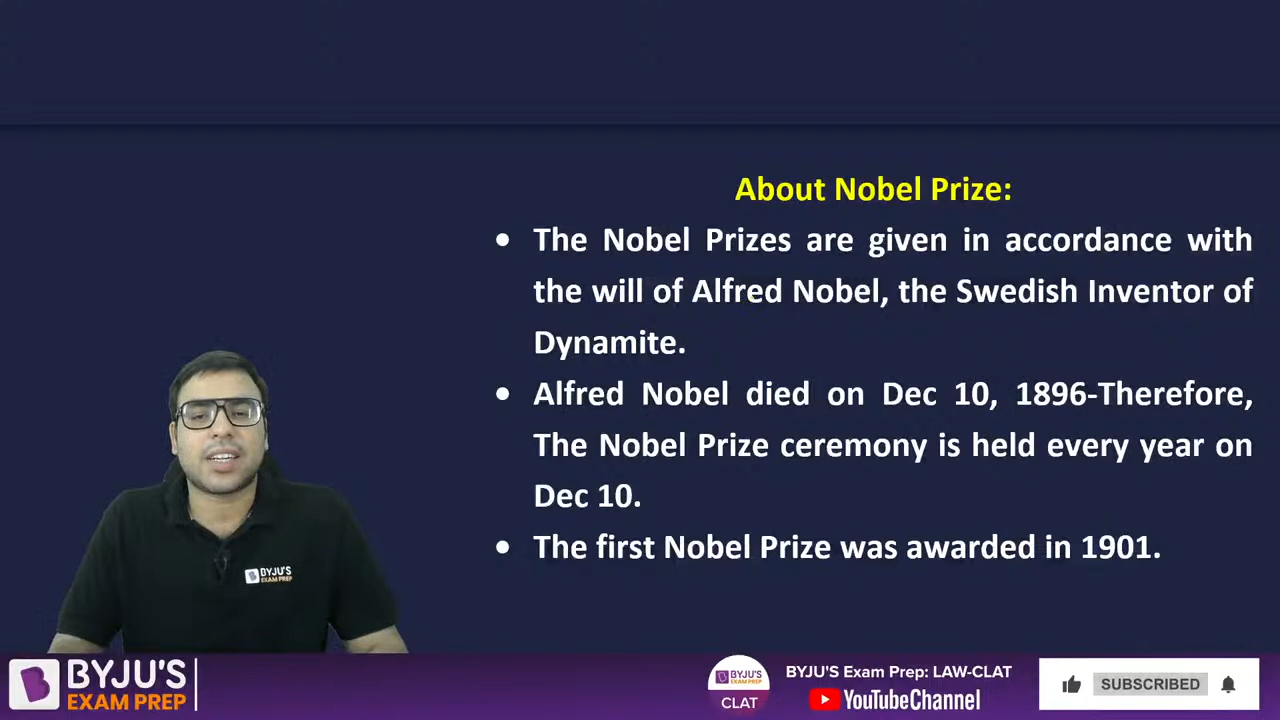 About Nobel Prize:
• The Nobel Prizes are given in accordance with
the will of Alfred Nobel, the Swedish Inventor of
Dynamite.
• Alfred Nobel died on Dec 10, 1896-Therefore,
The Nobel Prize ceremony is held every year on
Dec 10.
• The first Nobel Prize was awarded in 1901.
BYJU'S
EXAM PREP
BYJU'S
EXAM PREP
BYJU'S
EXAM PREP
CLAT
BYJU'S Exam Prep: LAW-CLAT
YouTubeChannel
SUBSCRIBED